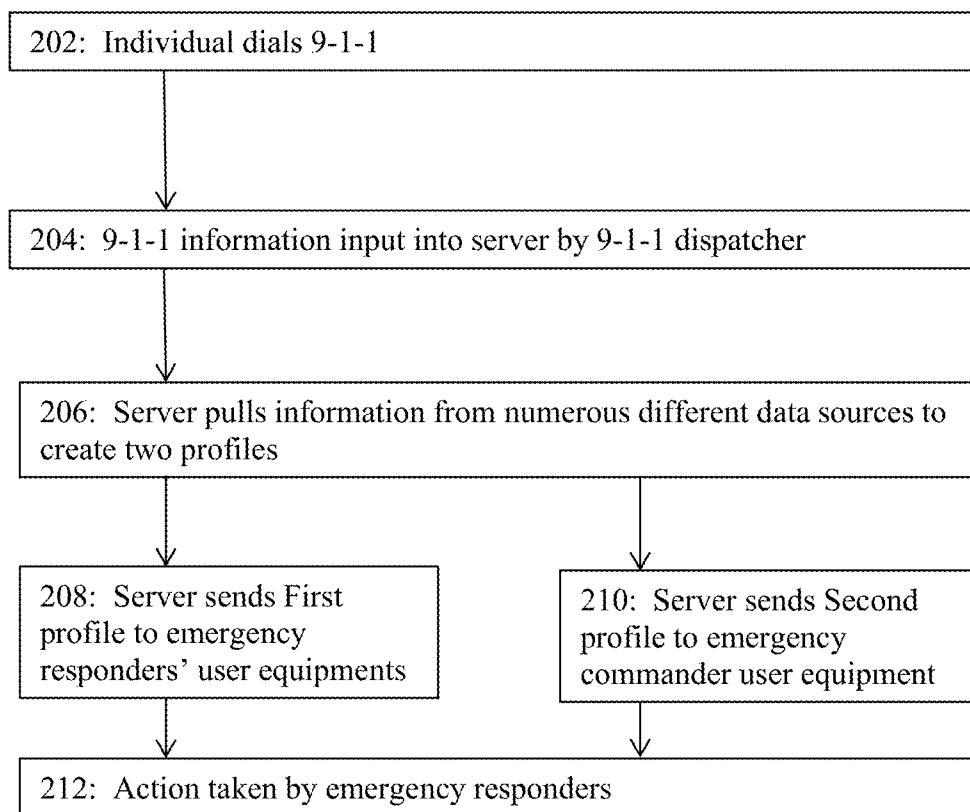 202: Individual dials 9-1-1
204: 9-1-1 information input into server by 9-1-1 dispatcher
206: Server pulls information from numerous different data sources to
create two profiles
208: Server sends First
profile to emergency
responders’ user equipments
210: Server sends Second
profile to emergency
commander user equipment
212: Action taken by emergency responders